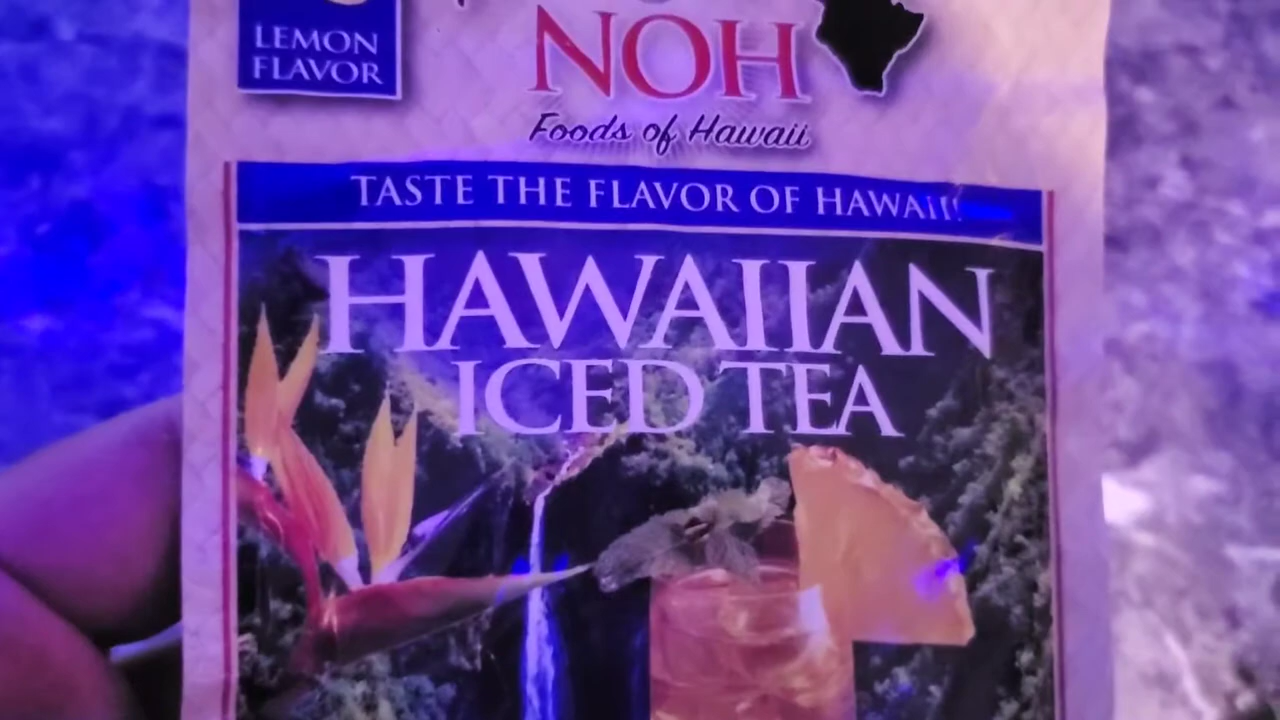 LEMON
FLAVOR
NOH
Foods of Hawaii
TASTE THE FLAVOR OF HAWAII!
HAWAIIAN
ICED TEA